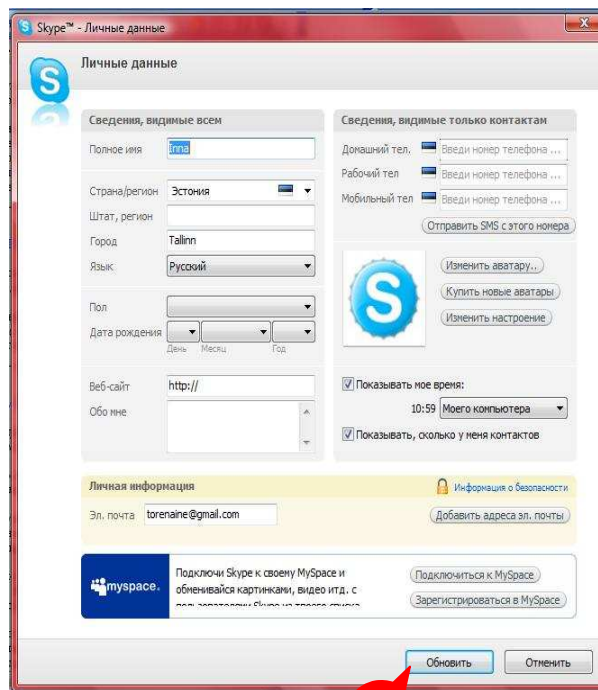 Skype™ - Личные данные
Личные данные
Сведения, видимые всем
Полное имя Inna
Страна/регион Эстония
Штат, регион
Город Tallinn
Язык Русский
Пол
Дата рождения
День Месяц Год
Веб-сайт http://
Обо мне
Сведения, видимые только контактам
Домашний тел. Введи номер телефона ...
Рабочий тел Введи номер телефона ...
Мобильный тел Введи номер телефона ...
Отправить SMS с этого номера
Изменить аватару..
Купить новые аватары
Изменить настроение
Показывать мое время:
10:59 Моего компьютера
Показывать, сколько у меня контактов
Личная информация
Информация о безопасности
Эл. почта torenaine@gmail.com
Добавить адреса эл. почты
myspace.
Подключи Skype к своему MySpace и
обменивайся картинками, видео итд. с
Подключиться к MySpace
Зарегистрироваться в MySpace
Обновить Отменить